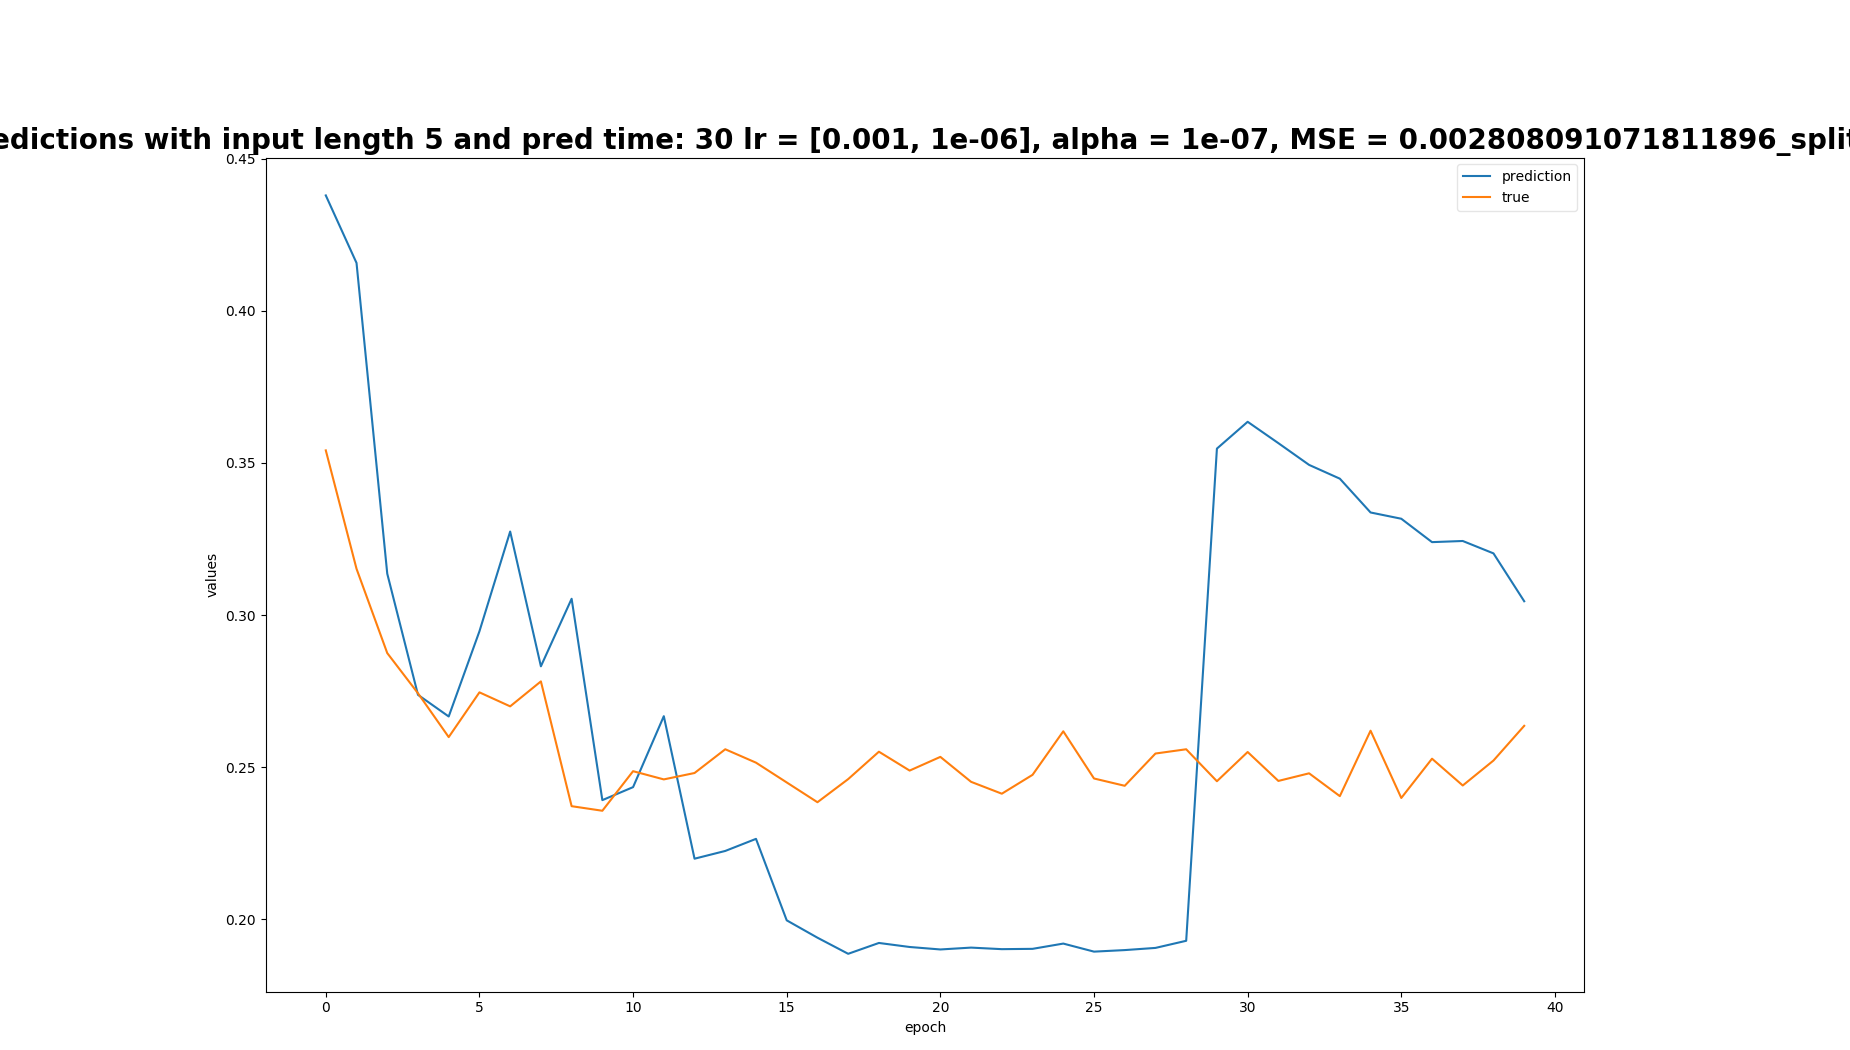 edictions with input length 5 and pred time: 30 lr = [0.001, 1e-06], alpha = 1e-07, MSE = 0.002808091071811896_split
prediction
true
0.45
0.40
0.35
0.30
0.25
0.20
values
0 5 10 15 20 25 30 35 40
epoch